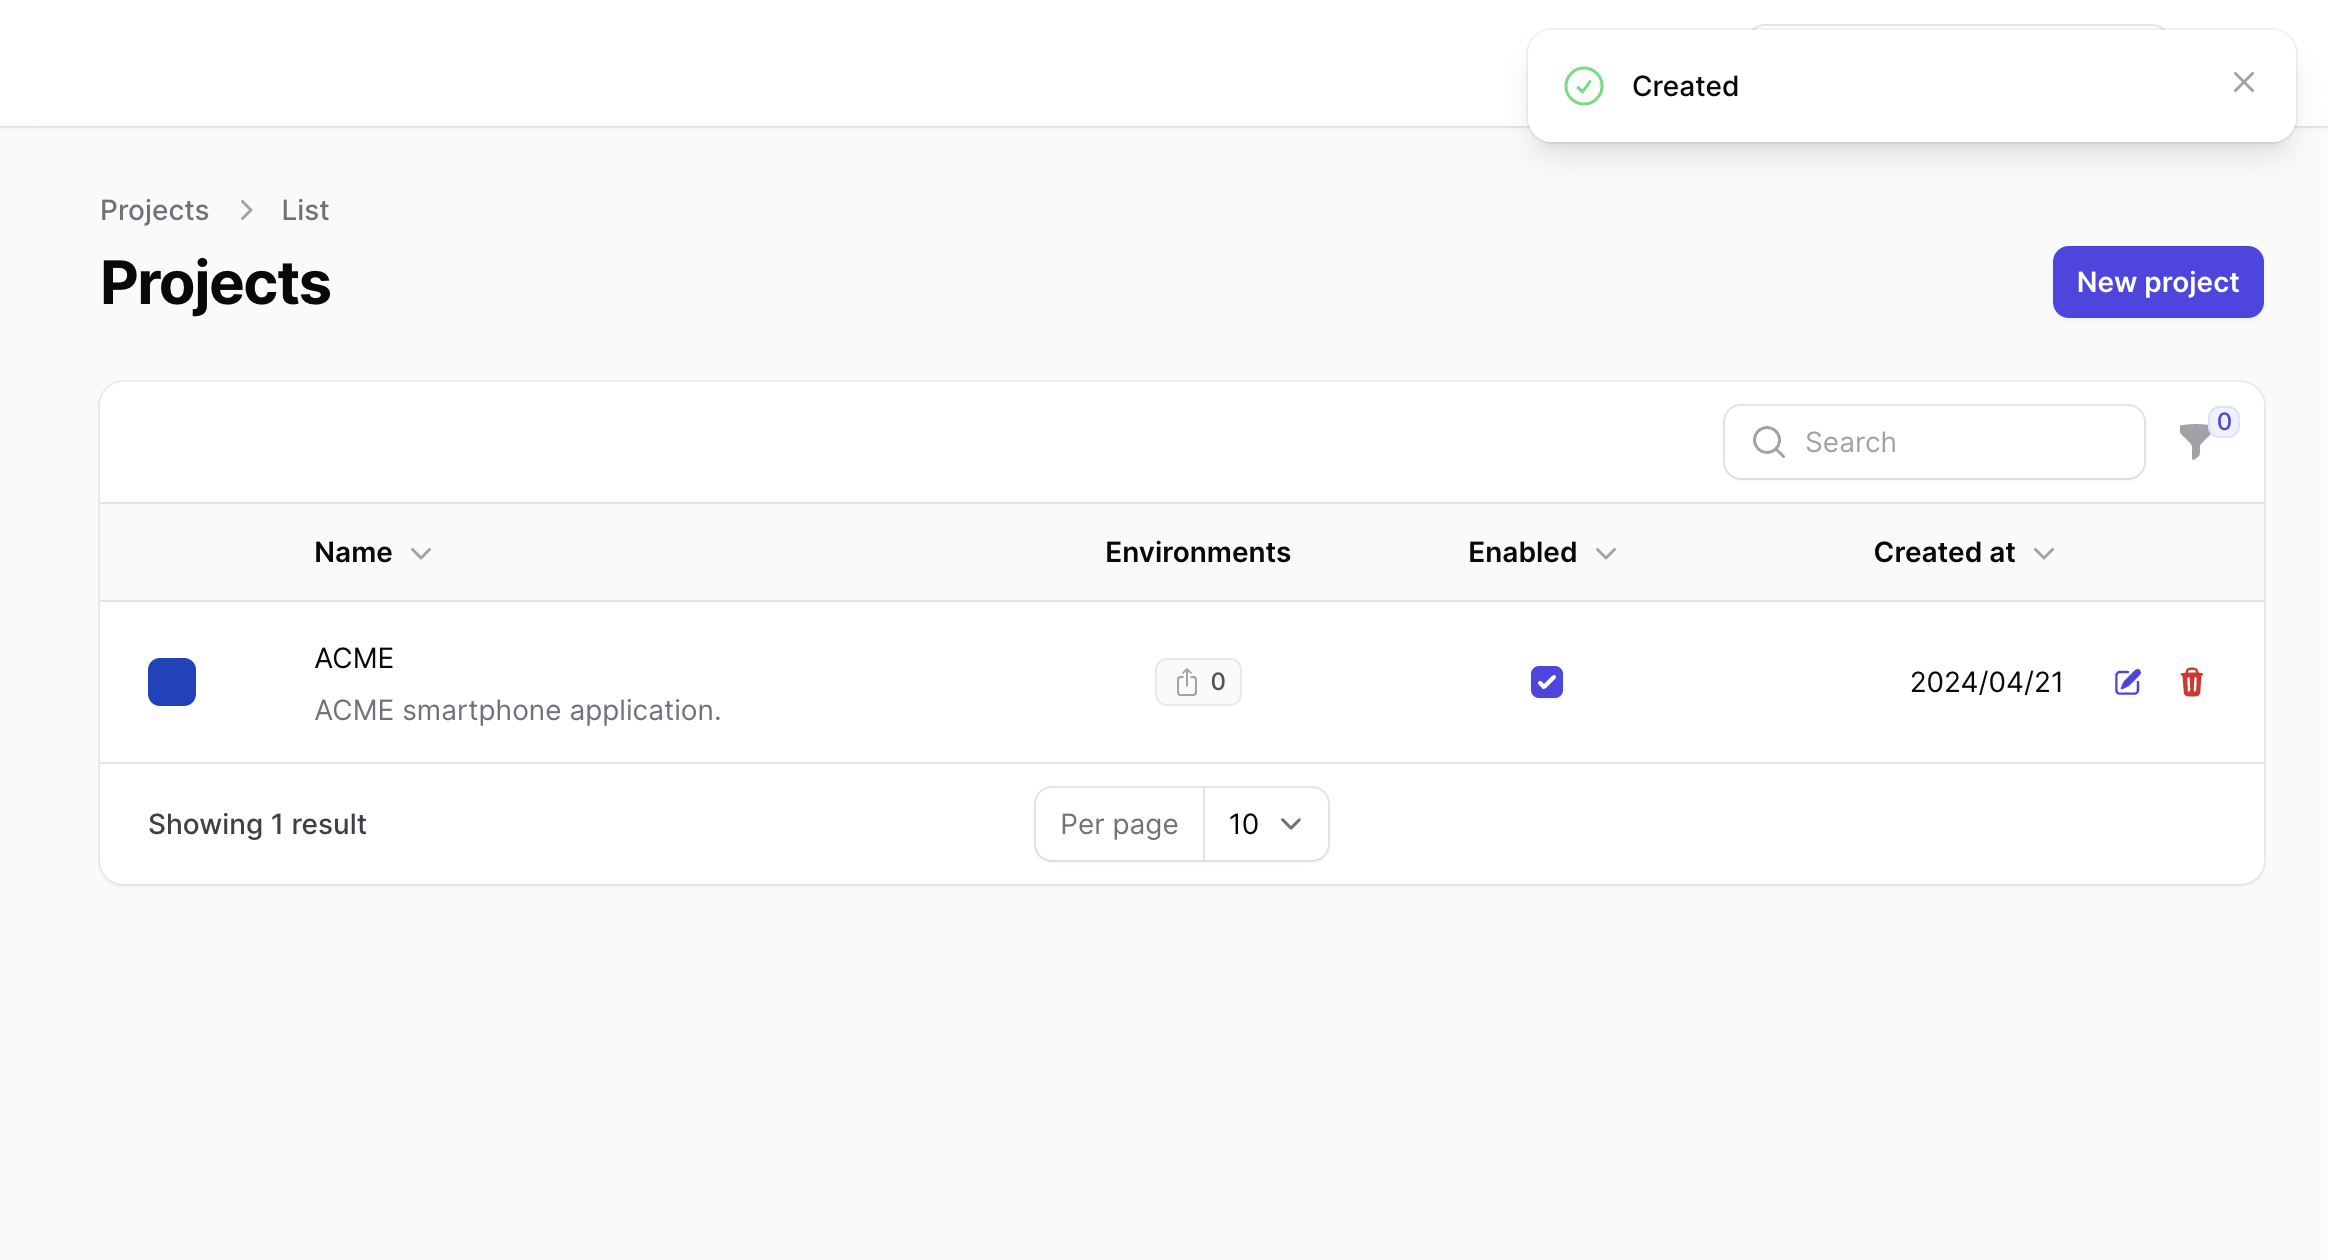 Created
Projects > List
Projects
New project
Search
0
Name Environments Enabled Created at
ACME
ACME smartphone application.
0
2024/04/21
Showing 1 result
Per page 10